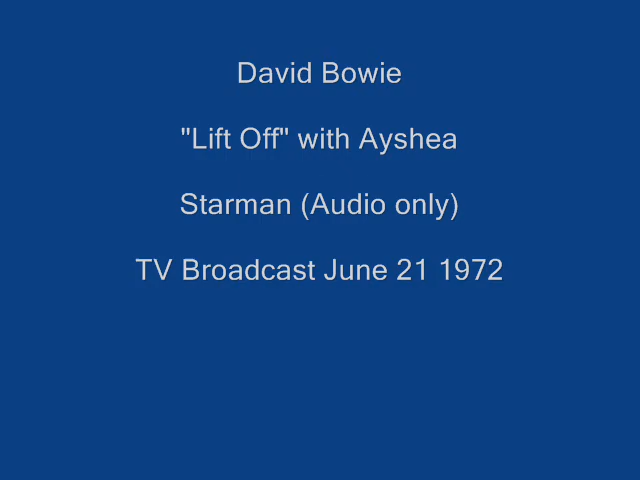 David Bowie
"Lift Off" with Ayshea
Starman (Audio only)
TV Broadcast June 21 1972